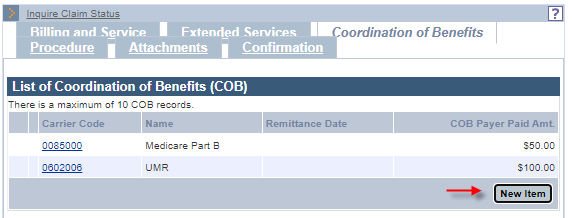 Inquire Claim Status ?
Billing and Service Extended Services Coordination of Benefits
Procedure Attachments Confirmation
List of Coordination of Benefits (COB)
There is a maximum of 10 COB records.
Carrier Code Name Remittance Date COB Payer Paid Amt.
0085000 Medicare Part B $50.00
0602006 UMR $100.00
New Item